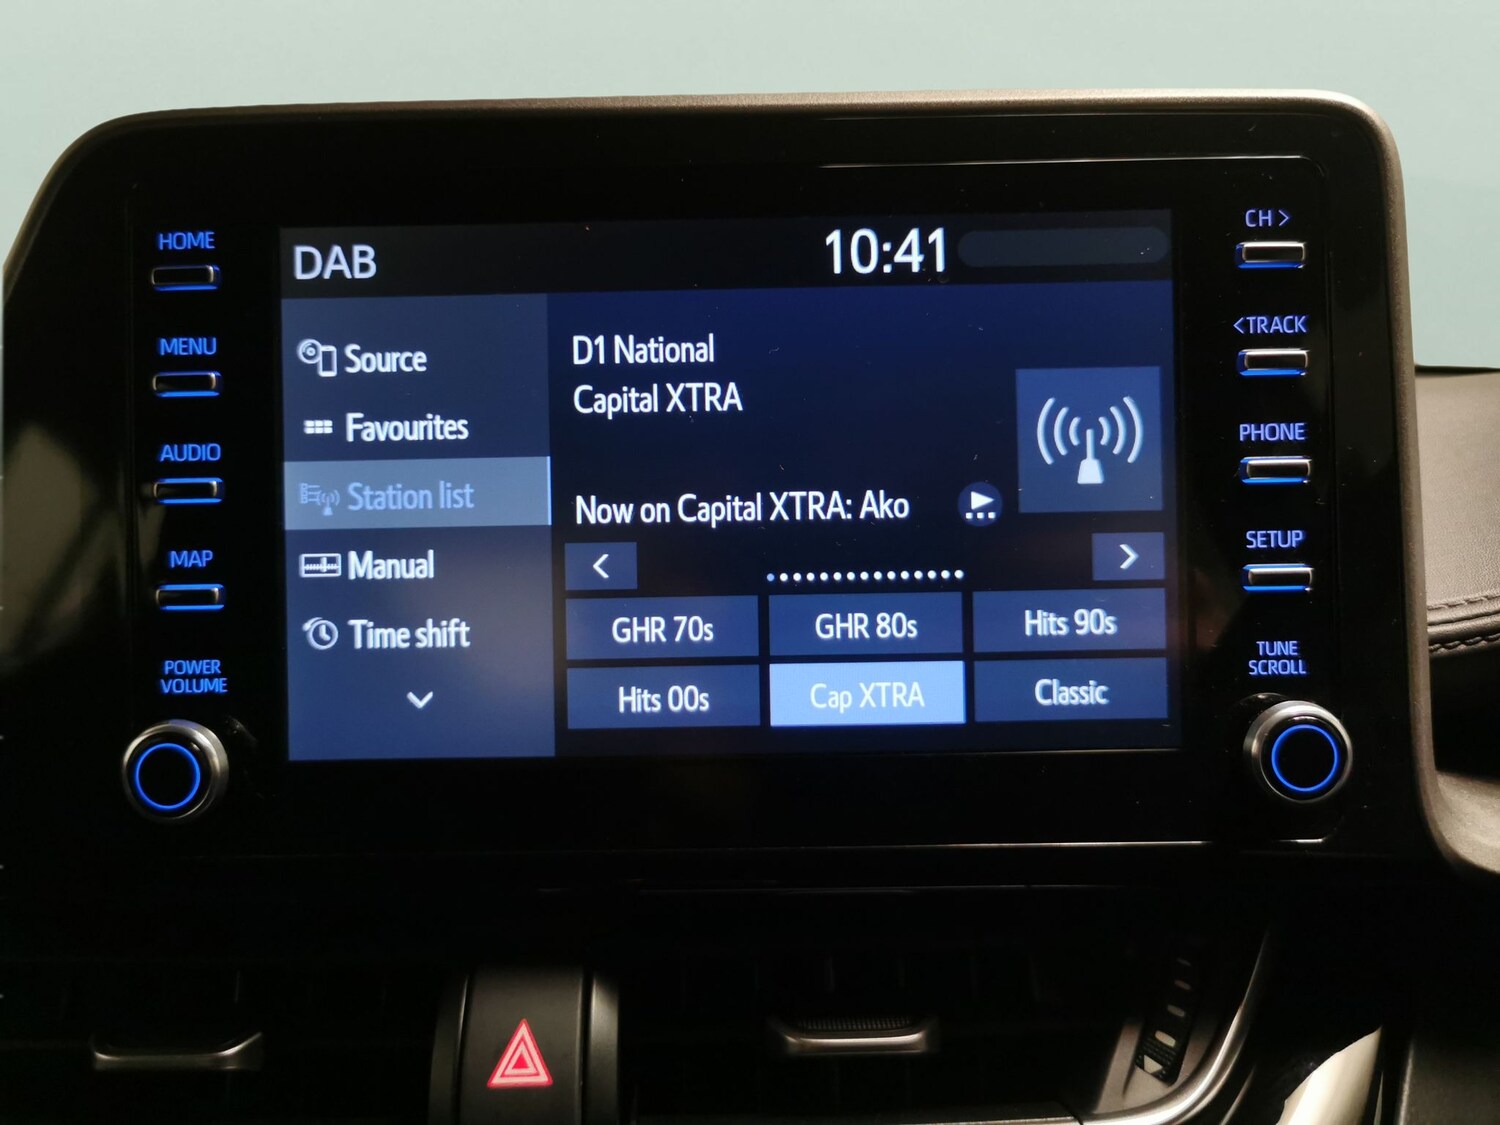 HOME
MENU
AUDIO
MAP
POWER
VOLUME
DAB
10:41
Source
Favourites
Station list
Manual
Time shift
D1 National
Capital XTRA
Now on Capital XTRA: Ako
GHR 70s
GHR 80s
Hits 90s
Hits 00s
Cap XTRA
Classic
CH >
<TRACK
PHONE
SETUP
TUNE
SCROLL